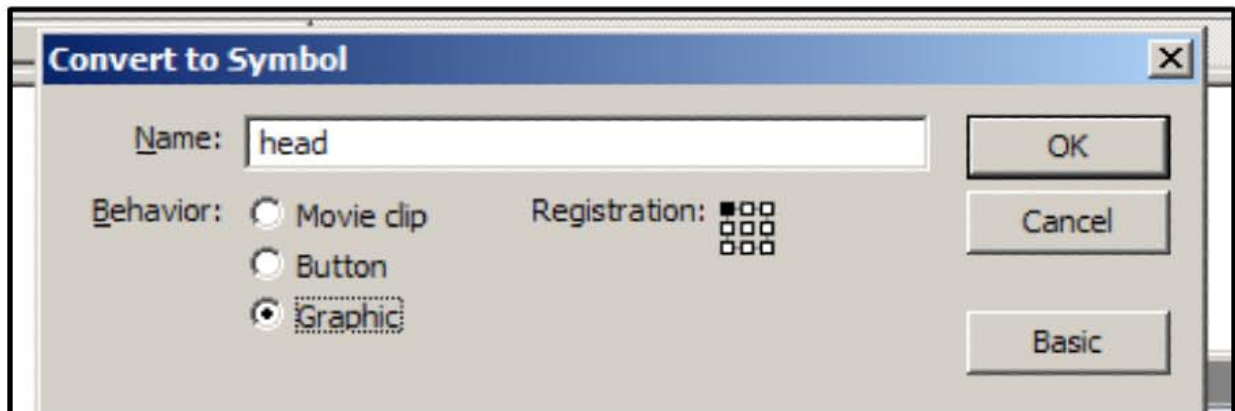 Convert to Symbol
Name: head
OK
Behavior: Movie clip
Registration:
Cancel
Button
Graphic
Basic